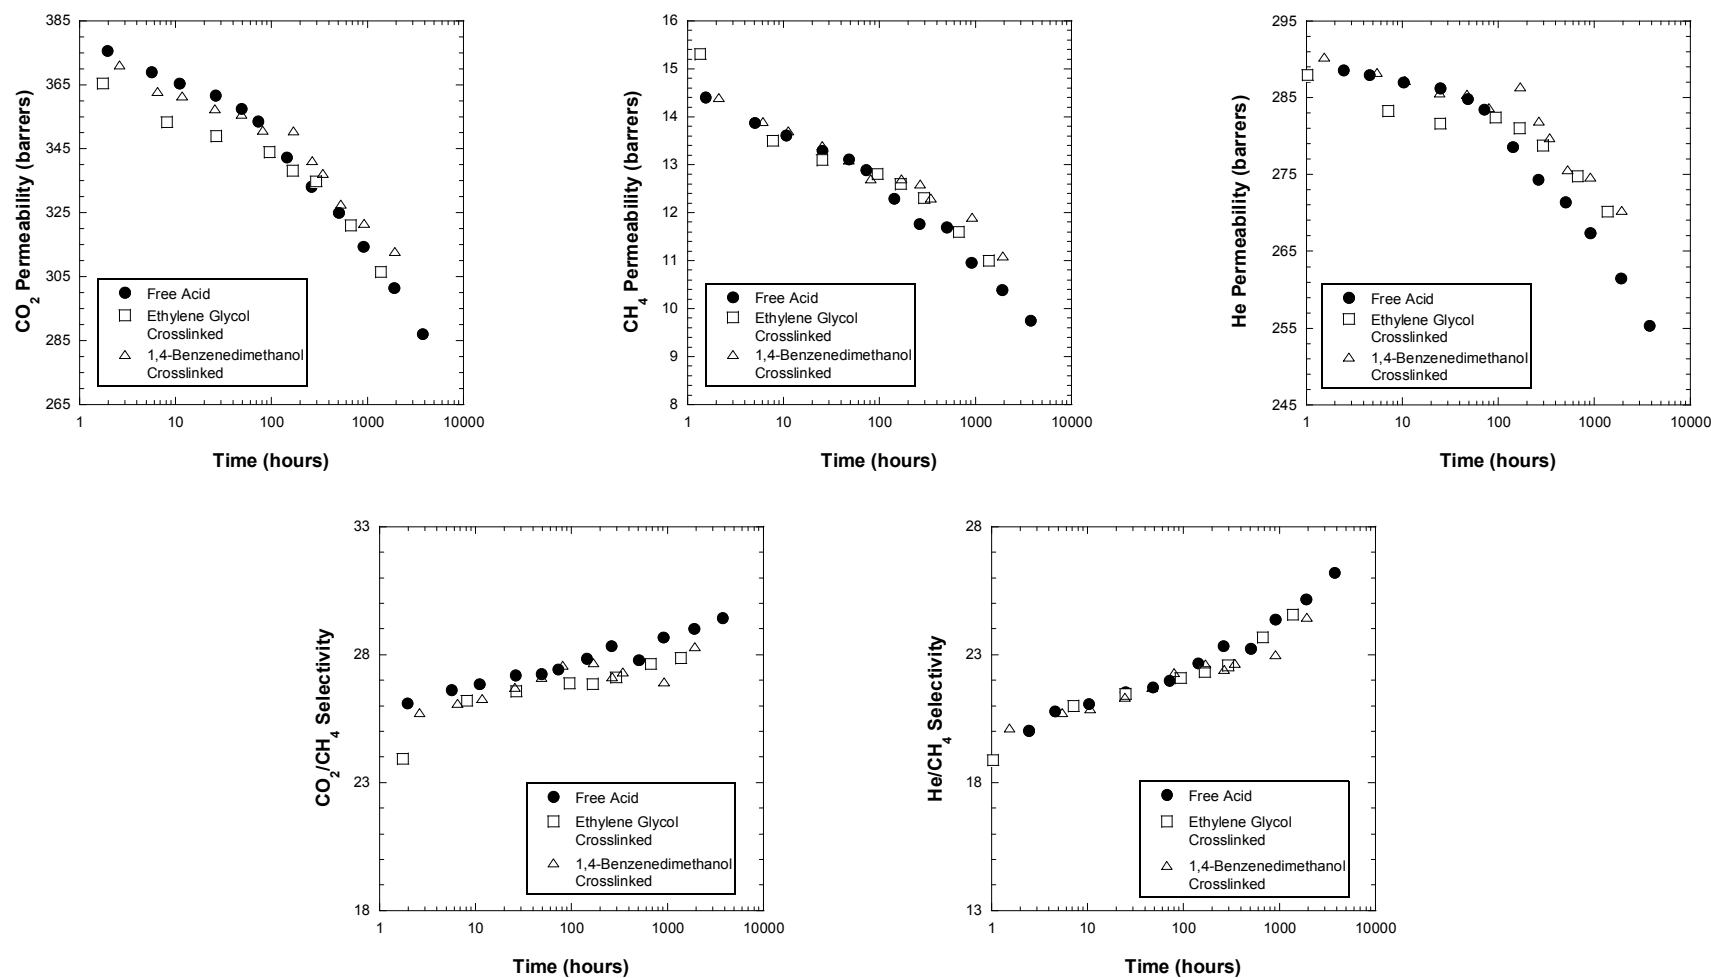 385
365
345
325
305
285
265
CO2 Permeability (barrers)
Free Acid
Ethylene Glycol
Crosslinked
1,4-Benzenedimethanol
Crosslinked
1 10 100 1000 10000
Time (hours)
16
15
14
13
12
11
10
9
8
CH4 Permeability (barrers)
Free Acid
Ethylene Glycol
Crosslinked
1,4-Benzenedimethanol
Crosslinked
1 10 100 1000 10000
Time (hours)
295
285
275
265
255
245
He Permeability (barrers)
Free Acid
Ethylene Glycol
Crosslinked
1,4-Benzenedimethanol
Crosslinked
1 10 100 1000 10000
Time (hours)
33
28
23
18
CO2/CH4 Selectivity
Free Acid
Ethylene Glycol
Crosslinked
1,4-Benzenedimethanol
Crosslinked
1 10 100 1000 10000
Time (hours)
28
23
18
13
He/CH4 Selectivity
Free Acid
Ethylene Glycol
Crosslinked
1,4-Benzenedimethanol
Crosslinked
1 10 100 1000 10000
Time (hours)